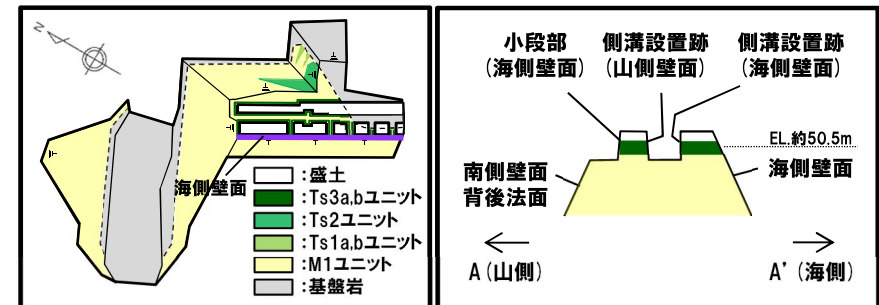 N
海側壁面
:盛土
:Ts3a,bユニット
:Ts2ユニット
:Ts1a,bユニット
:M1ユニット
:基盤岩
小段部
(海側壁面)
側溝設置跡
(山側壁面)
側溝設置跡
(海側壁面)
EL.約50.5m
南側壁面
背後法面
海側壁面
A(山側)
A'(海側)